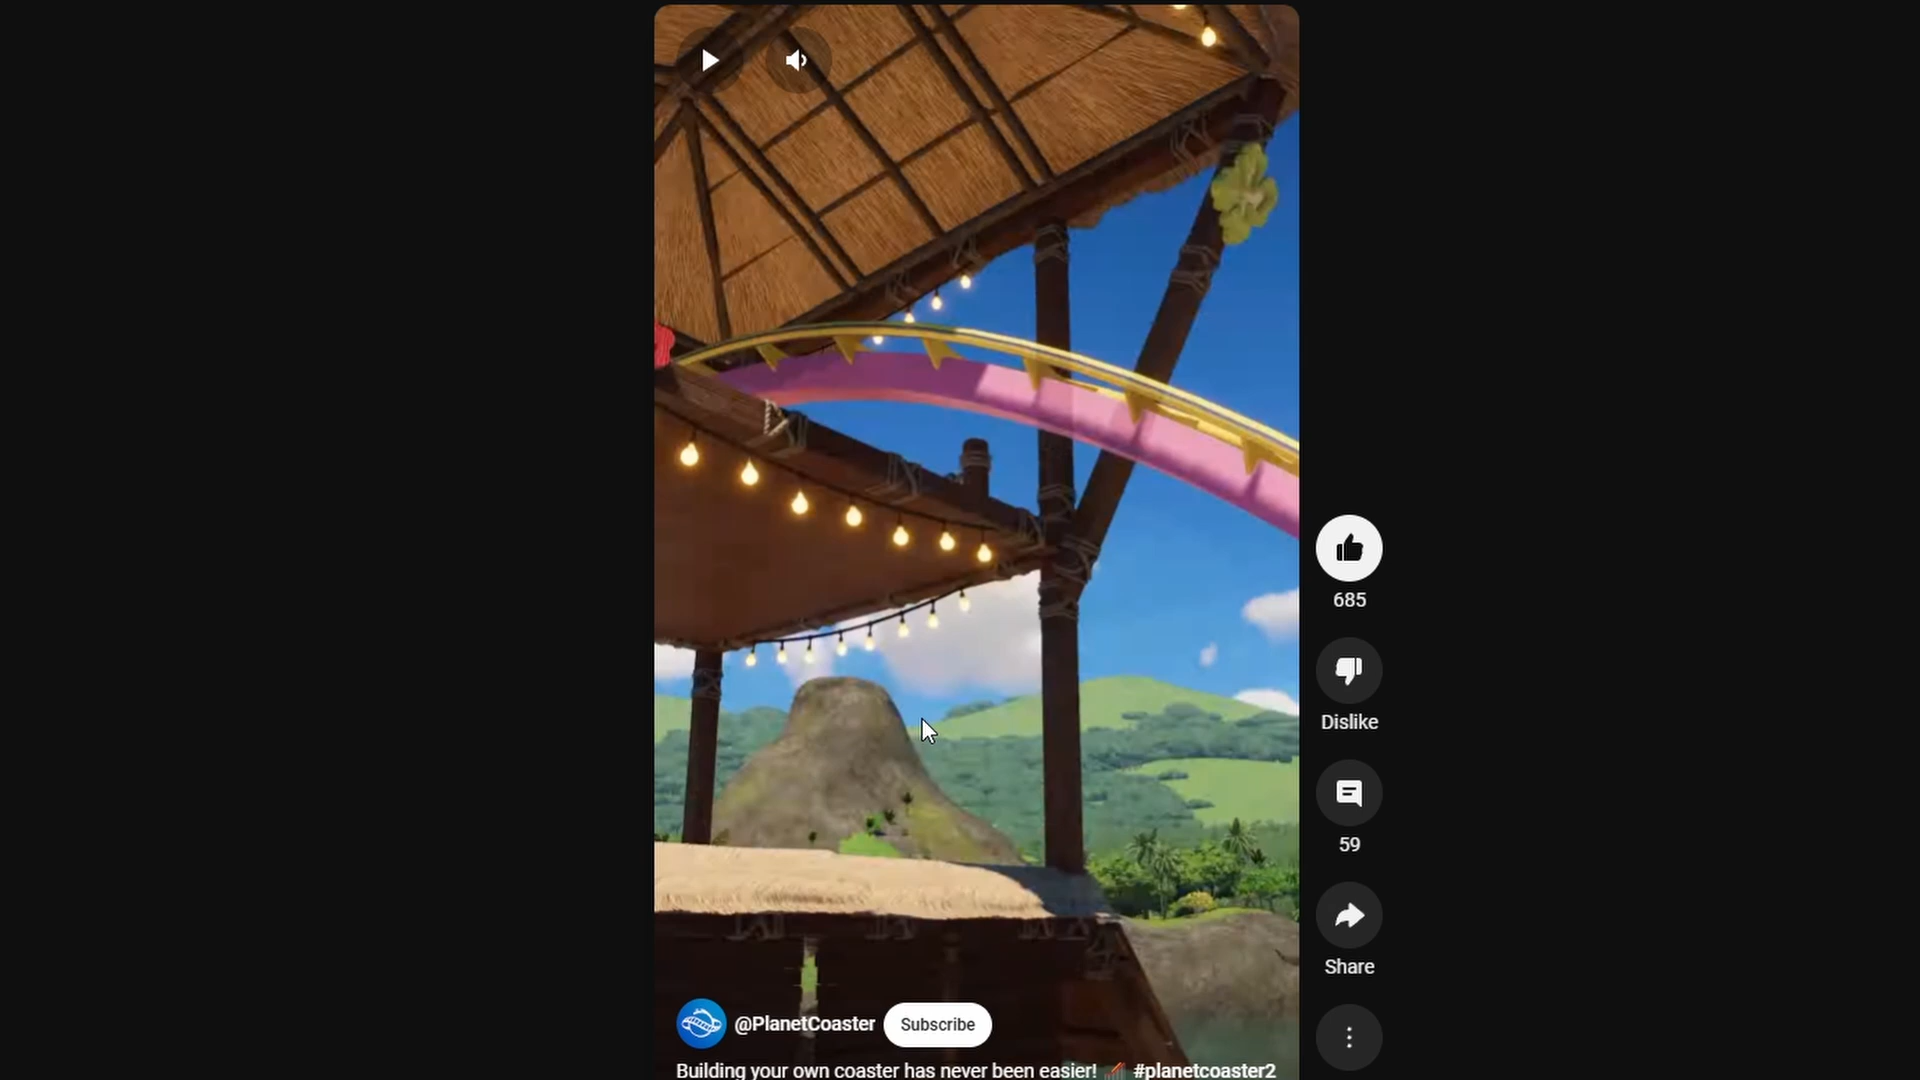 685
Dislike
59
Share
@PlanetCoaster Subscribe
Building your own coaster has never been easier! 🎢 #planetcoaster2